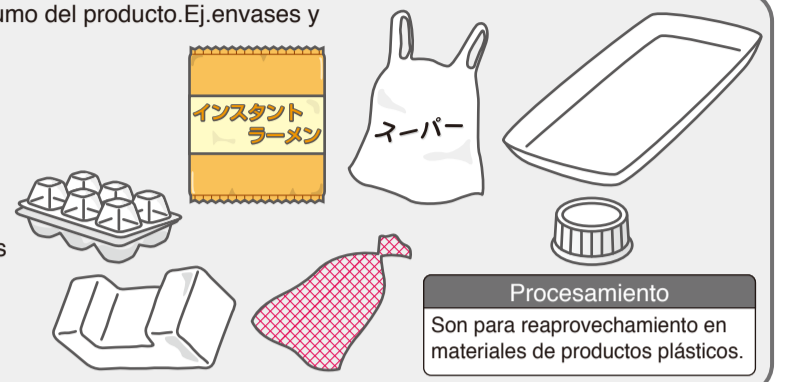 umo del producto.Ej.envases y
インスタント
ラーメン
スーパー
s
Procesamiento
Son para reaprovechamiento en
materiales de productos plásticos.